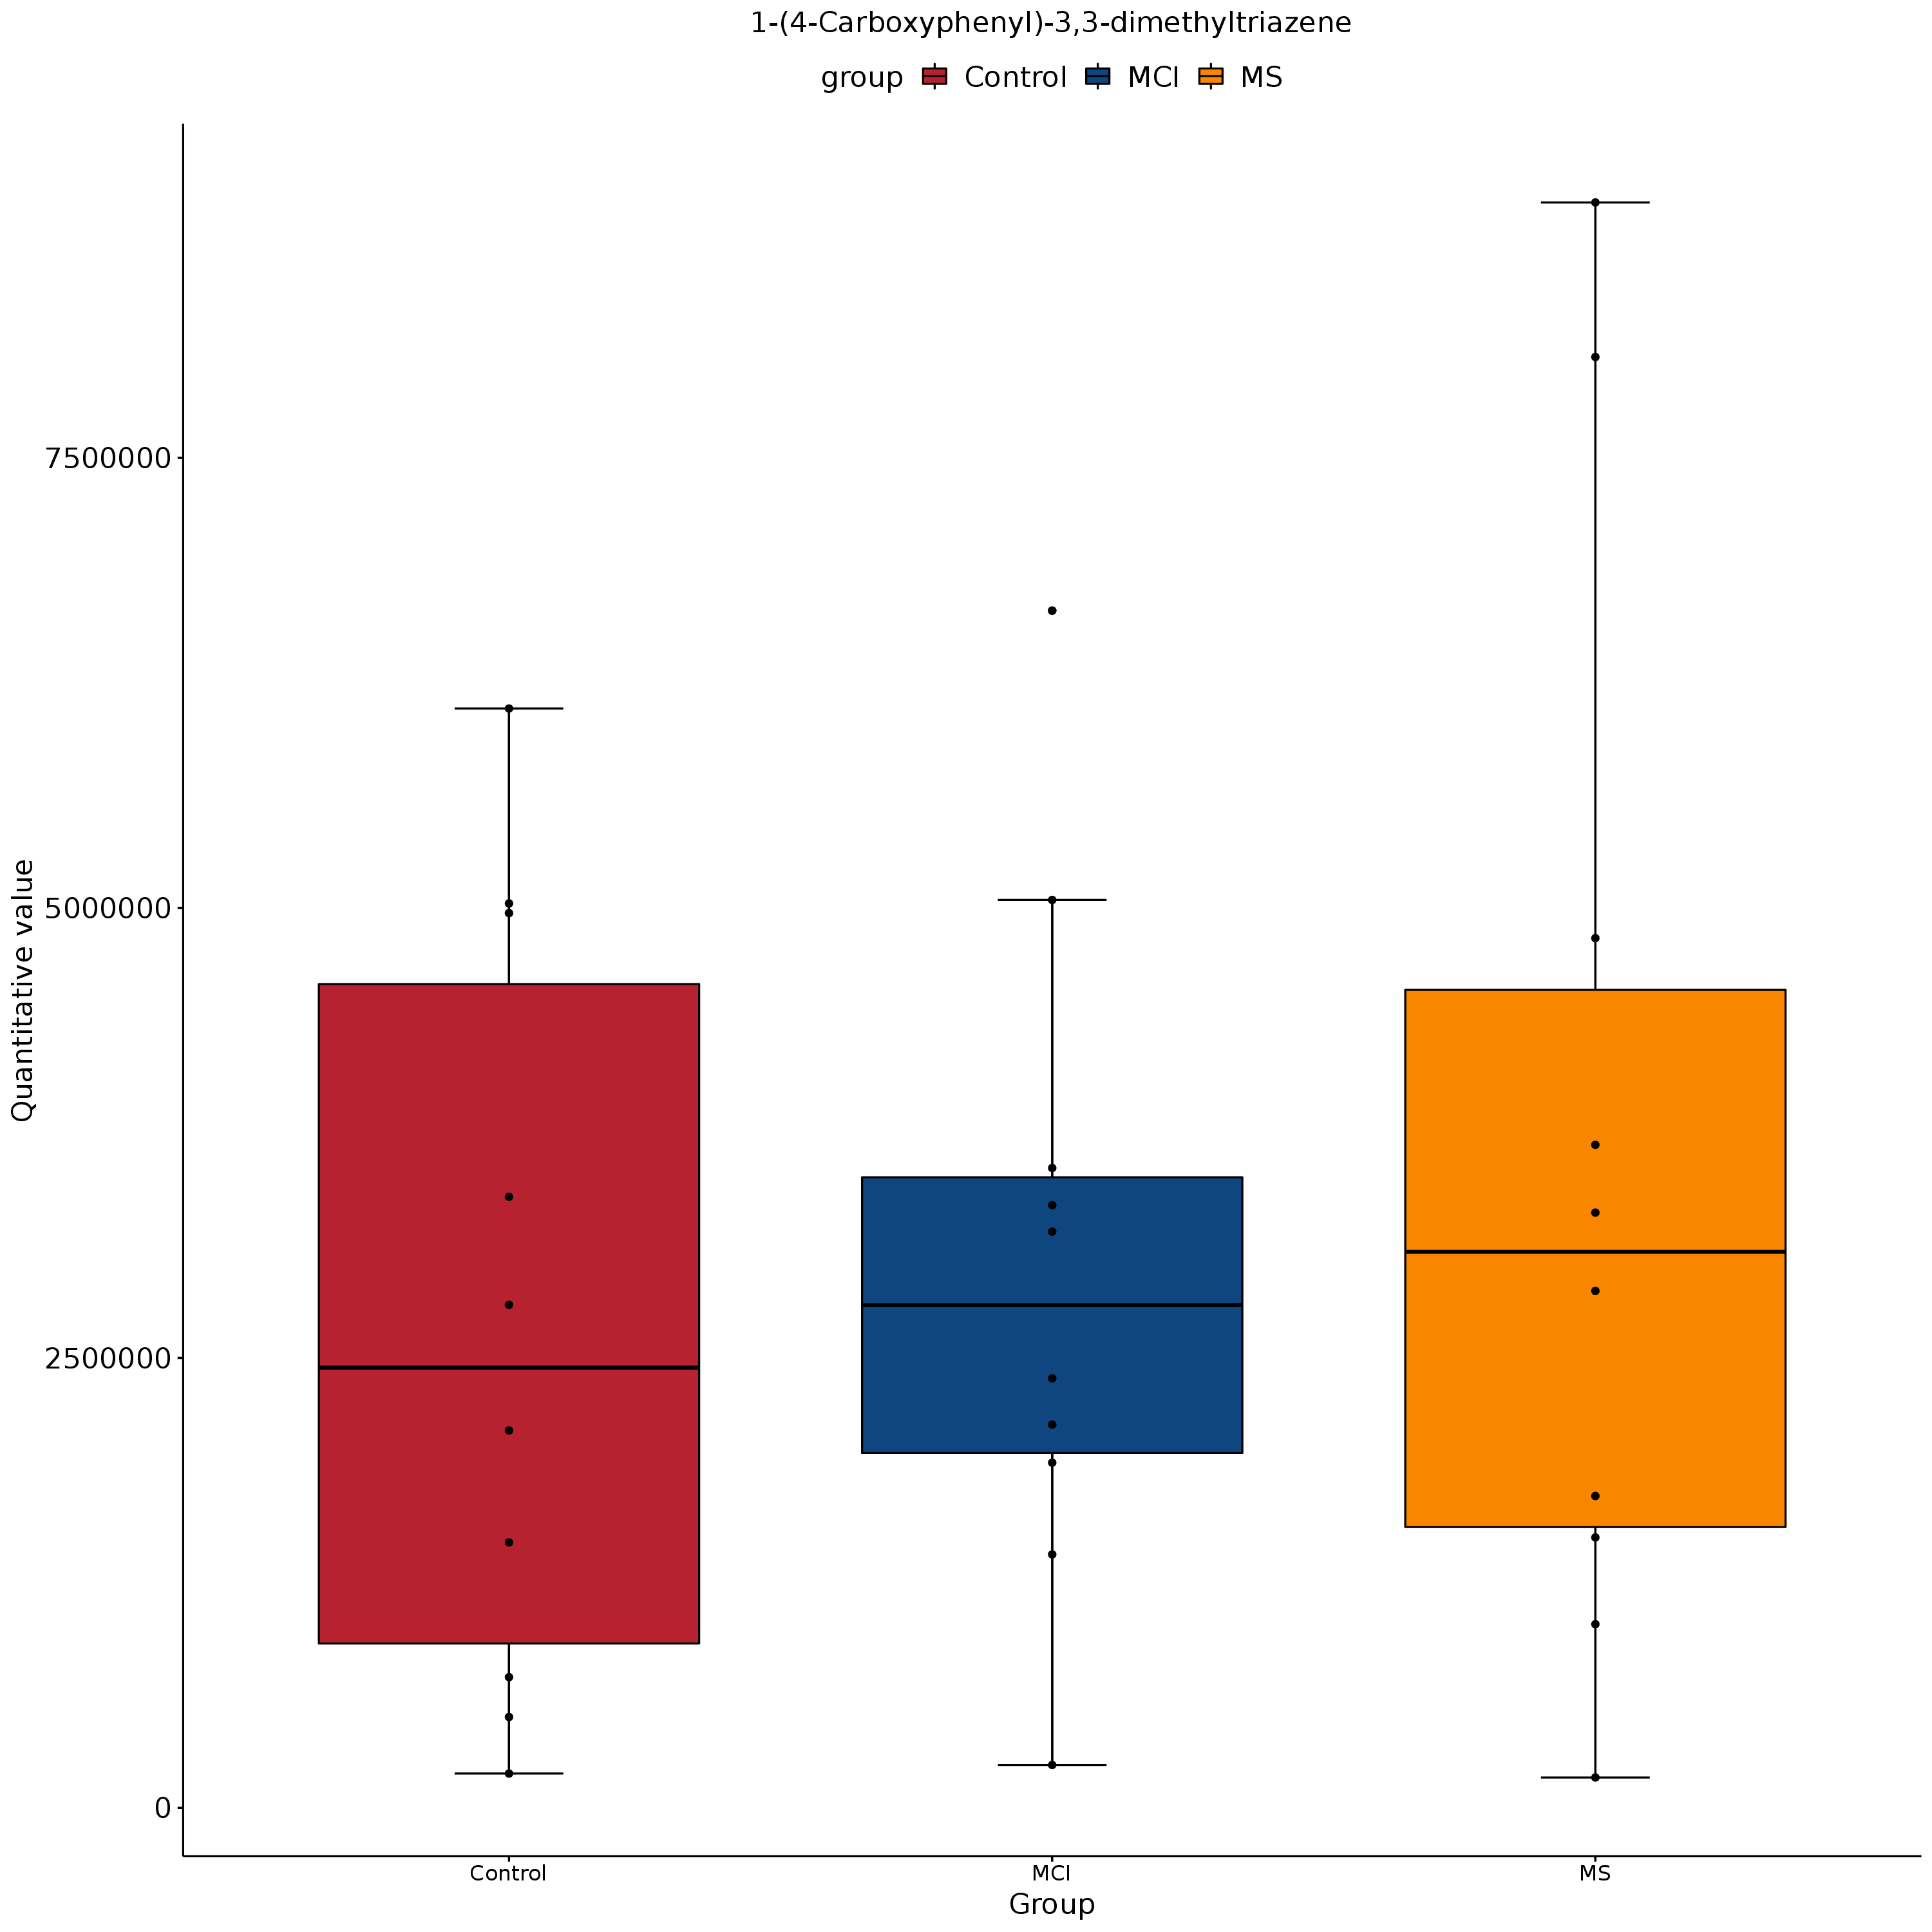 1-(4-Carboxyphenyl)-3,3-dimethyltriazene
group Control MCI MS
Quantitative value
7500000
5000000
2500000
0
Control MCI MS
Group